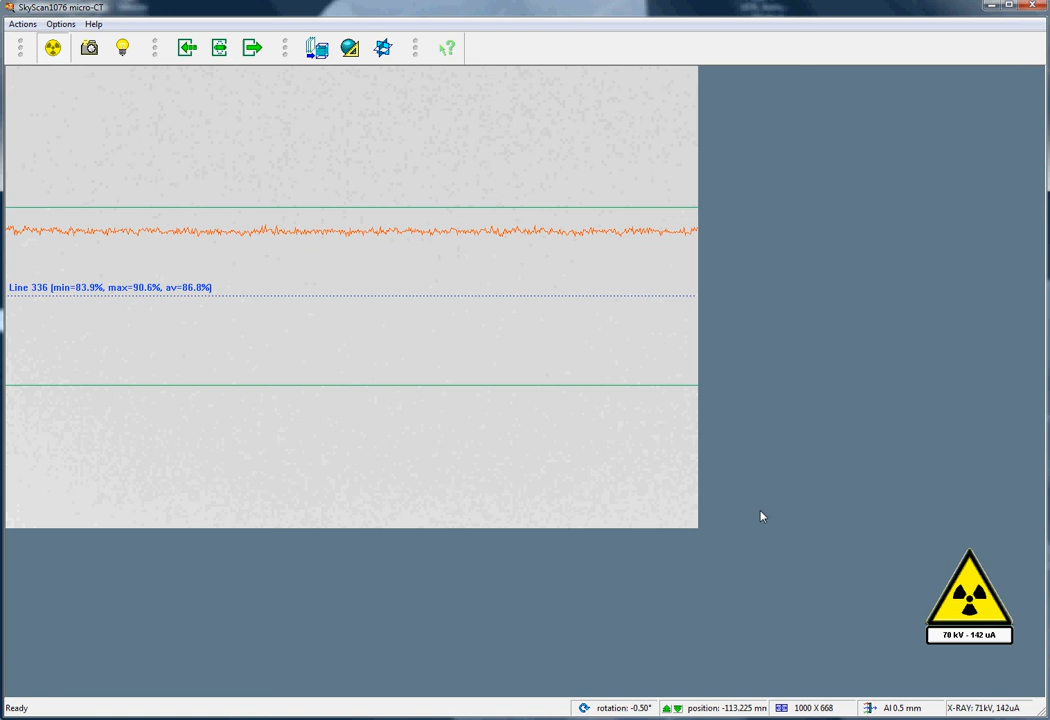 SkyScan1076 micro-CT
Actions Options Help
Line 336 (min=83.9%, max=90.6%, av=86.8%)
70 kV - 142 uA
Ready rotation: -0.50° position: -113.225 mn 1000 X 668 Al 0.5 mm X-RAY: 71kV, 142uA